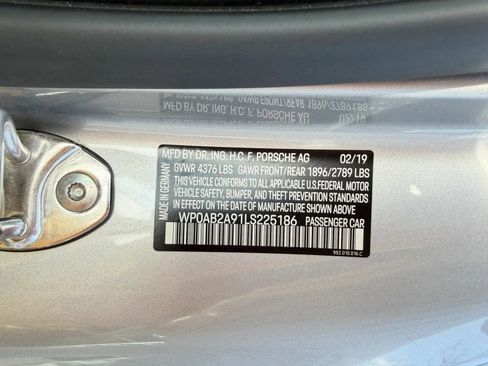 MFD BY DR. ING. H.C. F. PORSCHE AG 02/19
GVWR 4376 LBS GAWR FRONT/REAR 1896/2789 LBS
THIS VEHICLE CONFORMS TO ALL APPLICABLE U.S. FEDERAL MOTOR
VEHICLE SAFETY, BUMPER, AND THEFT PREVENTION STANDARDS
IN EFFECT ON THE DATE OF MANUFACTURE SHOWN ABOVE.
WP0AB2A91LS225186 PASSENGER CAR
992.010.016.C
MADE IN GERMANY